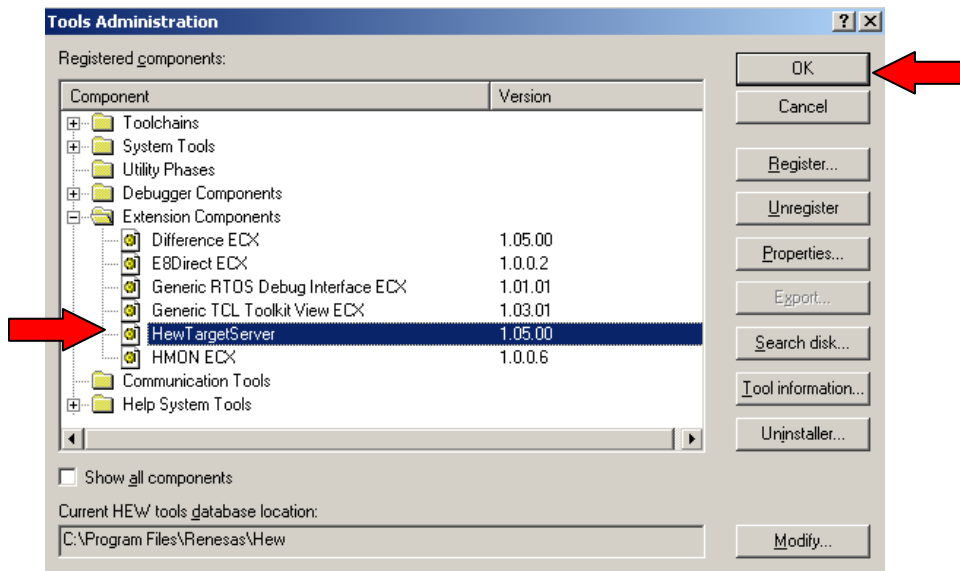 Tools Administration
Registered components:
Component Version
Toolchains
System Tools
Utility Phases
Debugger Components
Extension Components
Difference ECX 1.05.00
E8Direct ECX 1.0.0.2
Generic RTOS Debug Interface ECX 1.01.01
Generic TCL Toolkit View ECX 1.03.01
HewTargetServer 1.05.00
HMON ECX 1.0.0.6
Communication Tools
Help System Tools
Show all components
Current HEW tools database location:
C:\Program Files\Renesas\Hew
OK
Cancel
Register...
Unregister
Properties...
Export...
Search disk...
Tool information...
Uninstaller...
Modify...